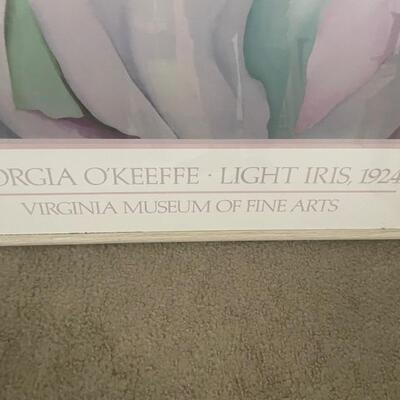 ORGIA O'KEEFFE · LIGHT IRIS, 1924
VIRGINIA MUSEUM OF FINE ARTS